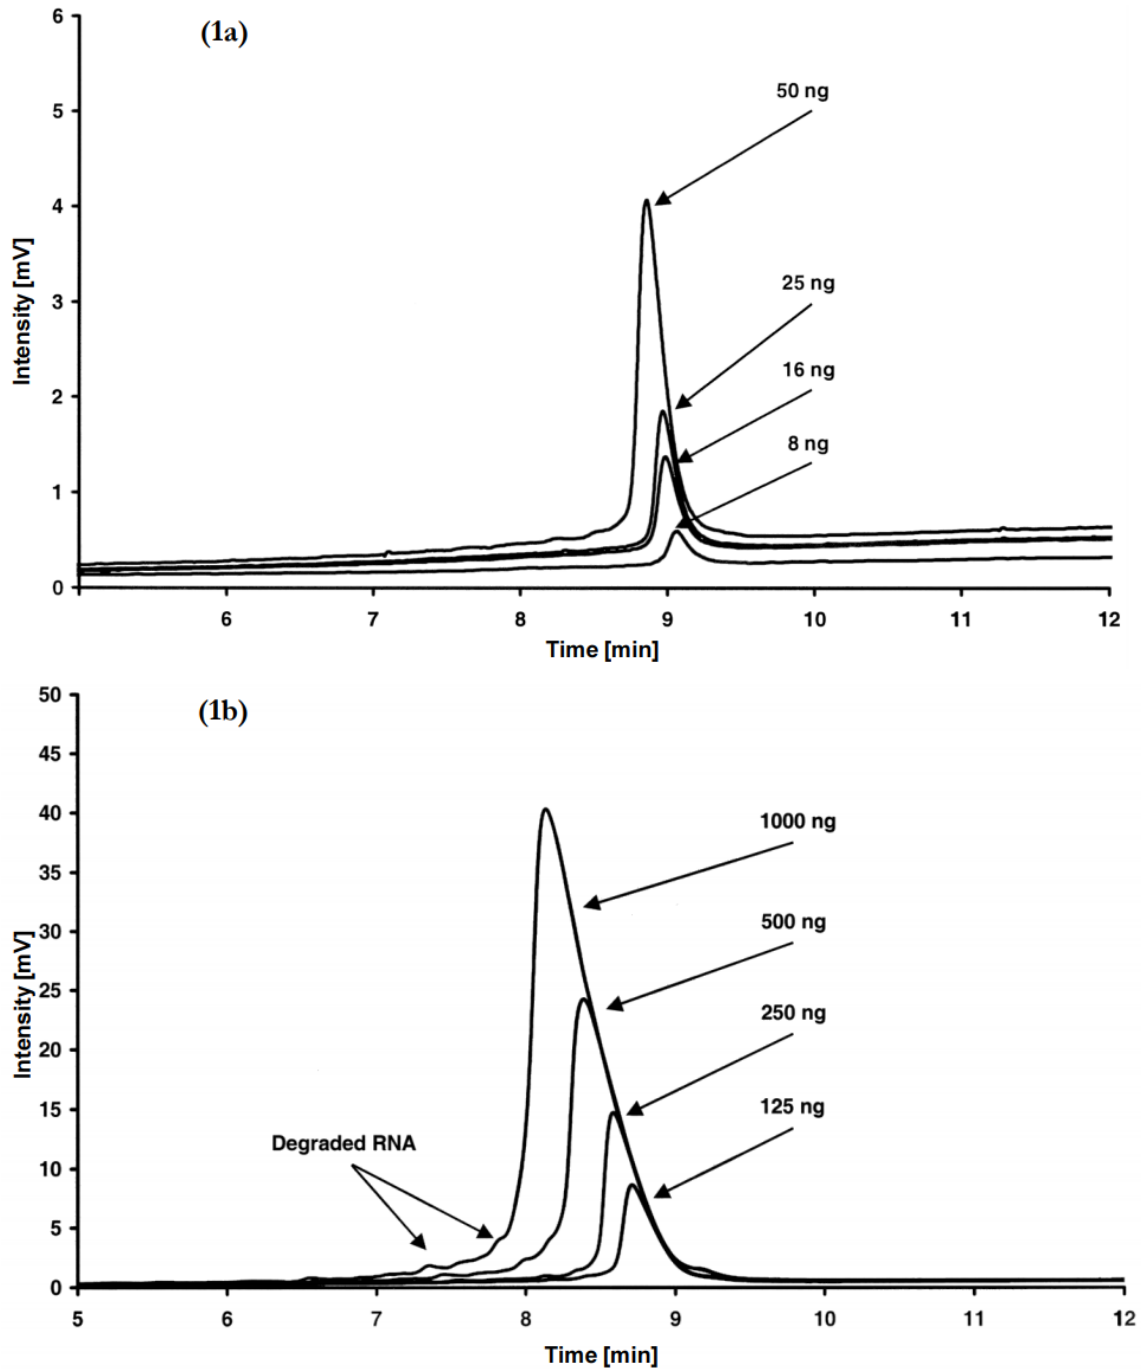 (1a)
6
5
4
3
2
1
0
Intensity [mV]
50 ng
25 ng
16 ng
8 ng
6 7 8 9 10 11 12
Time [min]
(1b)
50
45
40
35
30
25
20
15
10
5
0
Intensity [mV]
1000 ng
500 ng
250 ng
125 ng
Degraded RNA
5 6 7 8 9 10 11 12
Time [min]